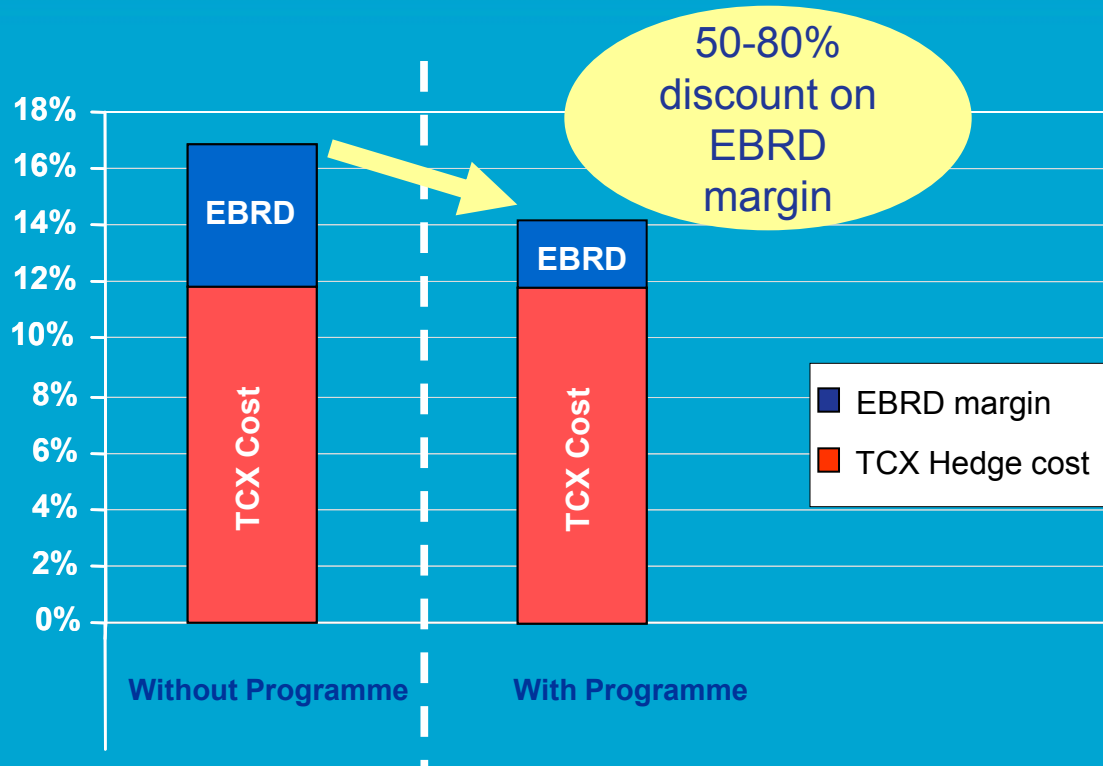 50-80%
discount on
EBRD
margin
18%
16%
14%
12%
10%
8%
6%
4%
2%
0%
EBRD
TCX Cost
EBRD
TCX Cost
EBRD margin
TCX Hedge cost
Without Programme
With Programme